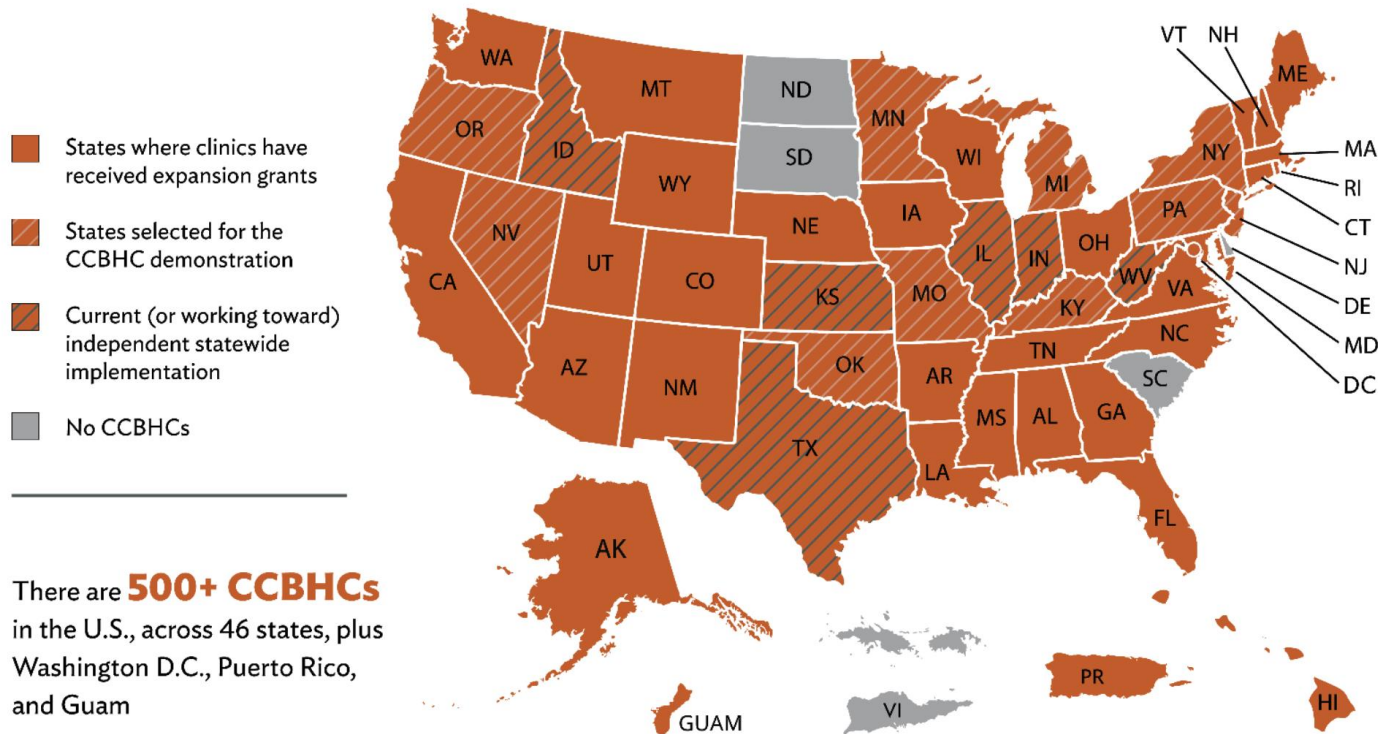 States where clinics have
received expansion grants
States selected for the
CCBHC demonstration
Current (or working toward)
independent statewide
implementation
No CCBHCs
There are 500+ CCBHCs
in the U.S., across 46 states, plus
Washington D.C., Puerto Rico,
and Guam
WA
OR
ID
MT
WY
NV
CA
UT
CO
AZ
NM
ND
SD
NE
KS
OK
TX
MN
IA
MO
AR
LA
WI
IL
MI
IN
OH
KY
TN
MS
AL
GA
FL
SC
NC
VA
WV
PA
NY
VT
NH
ME
MA
RI
CT
NJ
DE
MD
DC
AK
GUAM
VI
PR
HI